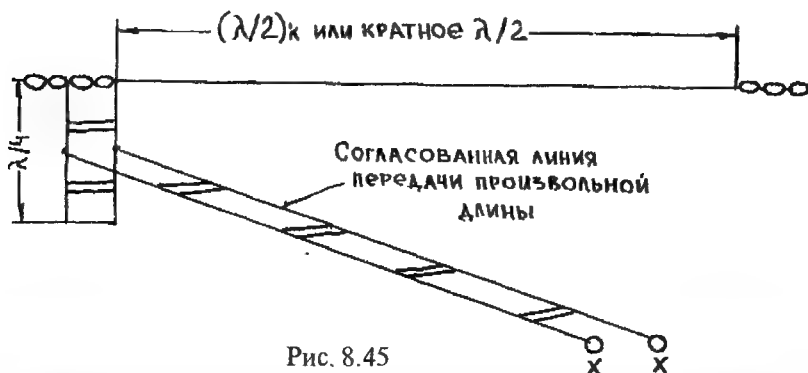 (λ/2)к или кратное λ/2
λ/4
Согласованная линия
передачи произвольной
длины
x x
Рис. 8.45